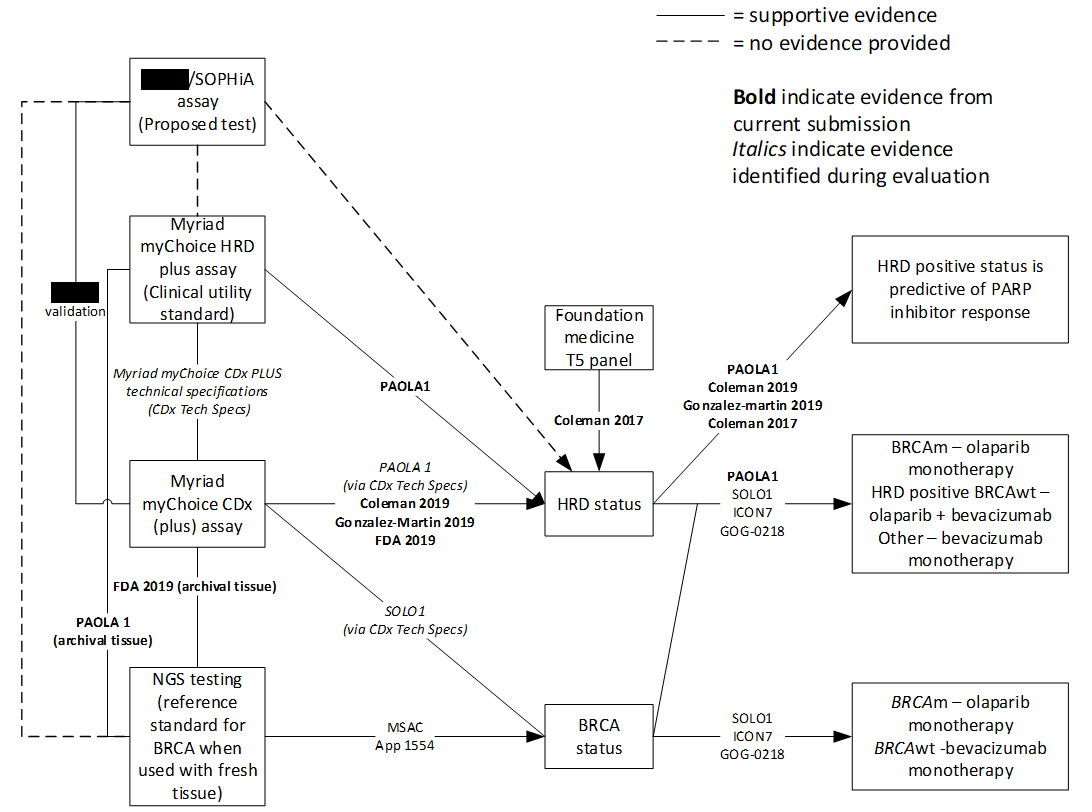 = supportive evidence
= no evidence provided
Bold indicate evidence from
current submission
Italics indicate evidence
identified during evaluation
/SOPHiA
assay
(Proposed test)
Myriad
myChoice HRD
plus assay
(Clinical utility
standard)
validation
Myriad myChoice CDx PLUS
technical specifications
(CDx Tech Specs)
PAOLA1
Foundation
medicine
T5 panel
Coleman 2017
HRD positive status is
predictive of PARP
inhibitor response
PAOLA1
Coleman 2019
Gonzalez-martin 2019
Coleman 2017
Myriad
myChoice CDx
(plus) assay
PAOLA 1
(via CDx Tech Specs)
Coleman 2019
Gonzalez-Martin 2019
FDA 2019
HRD status
PAOLA1
SOLO1
ICON7
GOG-0218
BRCAm – olaparib
monotherapy
HRD positive BRCAwt –
olaparib + bevacizumab
Other – bevacizumab
monotherapy
FDA 2019 (archival tissue)
PAOLA 1
(archival tissue)
SOLO1
(via CDx Tech Specs)
NGS testing
(reference
standard for
BRCA when
used with fresh
tissue)
MSAC
App 1554
BRCA
status
SOLO1
ICON7
GOG-0218
BRCAm – olaparib
monotherapy
BRCAwt -bevacizumab
monotherapy